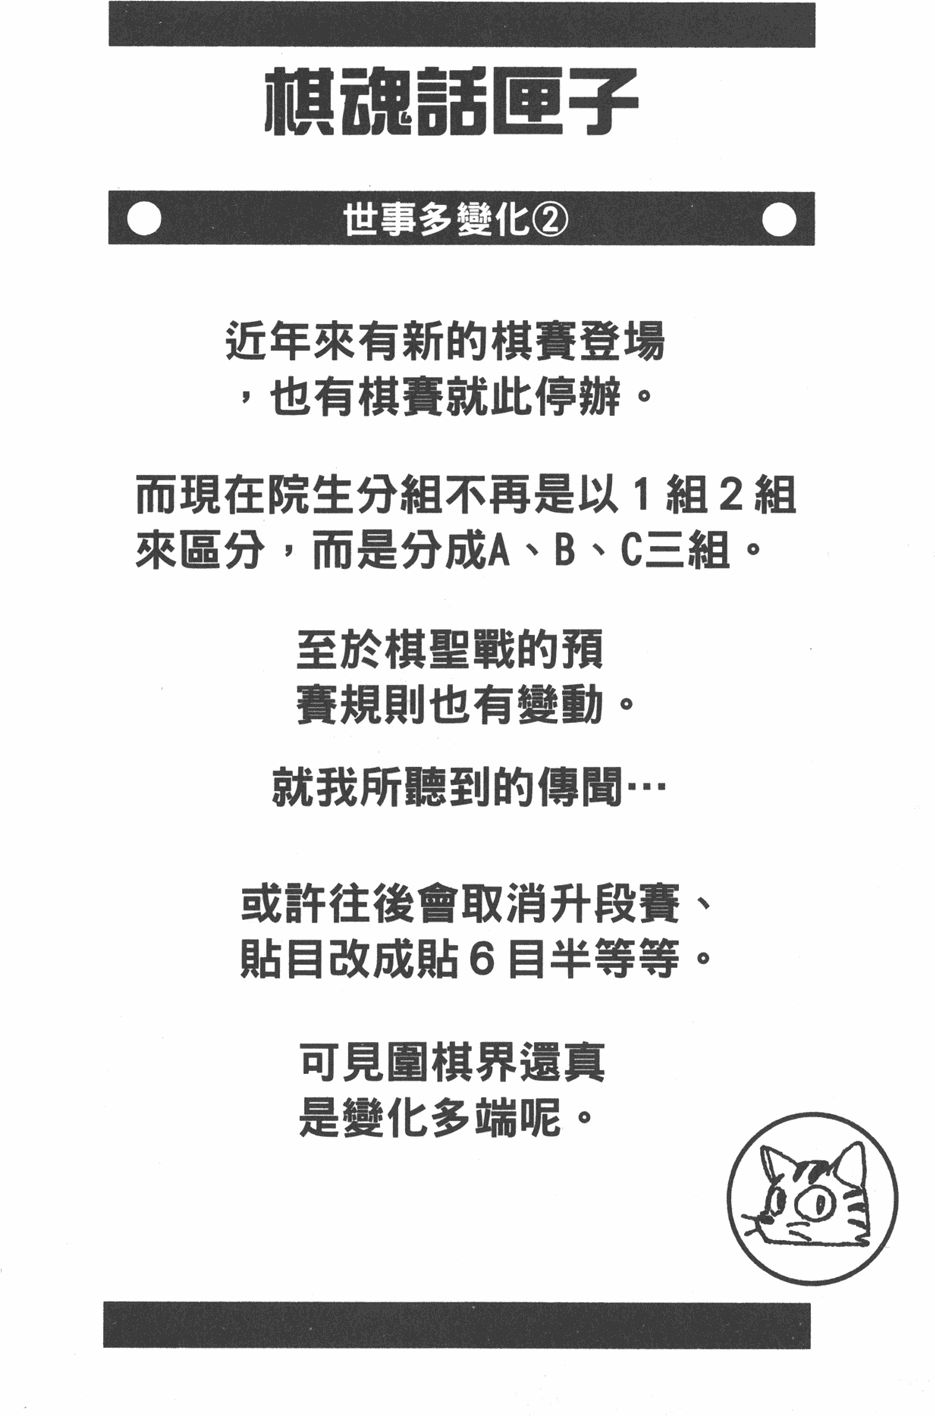 棋魂話匣子
世事多變化②
近年來有新的棋賽登場
，也有棋賽就此停辦。
而現在院生分組不再是以1組2組
來區分，而是分成A、B、C三組。
至於棋聖戰的預
賽規則也有變動。
就我所聽到的傳聞…
或許往後會取消升段賽、
貼目改成貼6目半等等。
可見圍棋界還真
是變化多端呢。